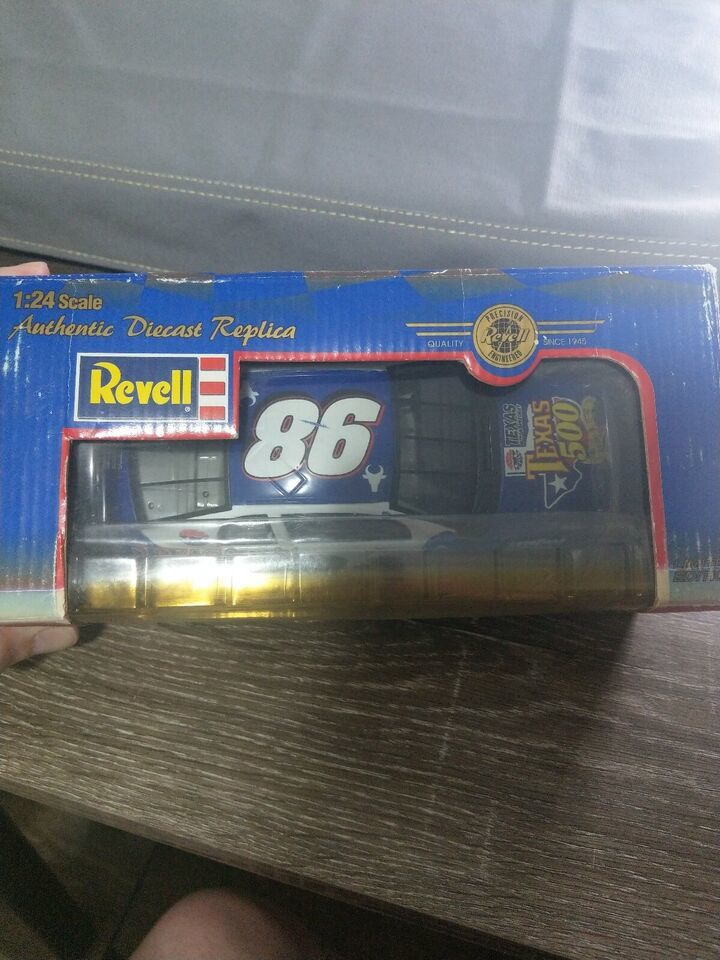 1:24 Scale
Authentic Diecast Replica
Revell
PRECISION
QUALITY Revell SINCE 1945
ENGINEERED
86
TEXAS
TEXAS
500